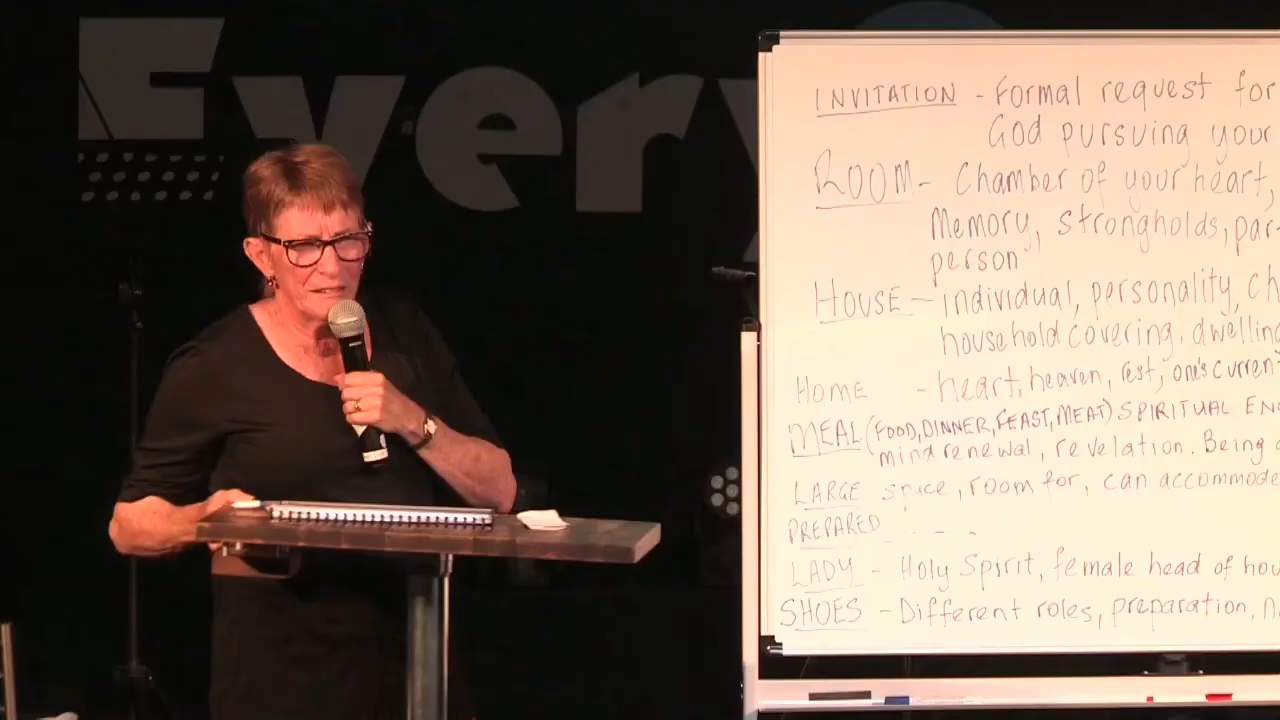 Every
INVITATION - Formal request for
God pursuing your
ROOM - Chamber of your heart,
Memory, strongholds, par-
person
HOUSE - individual, personality, ch
household covering, dwelling
HOME - heart, heaven, rest, one's current
MEAL (FOOD, DINNER, FEAST, MEAT) SPIRITUAL EN
mind renewal, revelation. Being
LARGE space, room for, can accommoda
PREPARED
LADY - Holy Spirit, female head of hou
SHOES - Different roles, preparation,